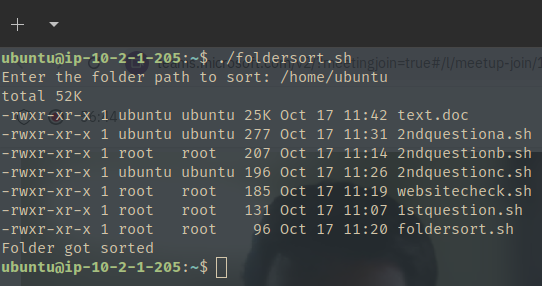 ubuntu@ip-10-2-1-205:~$ ./foldersort.sh
Enter the folder path to sort: /home/ubuntu
total 52K
-rwxr-xr-x 1 ubuntu ubuntu 25K Oct 17 11:42 text.doc
-rwxr-xr-x 1 ubuntu ubuntu 277 Oct 17 11:31 2ndquestiona.sh
-rwxr-xr-x 1 root   root   207 Oct 17 11:14 2ndquestionb.sh
-rwxr-xr-x 1 ubuntu ubuntu 196 Oct 17 11:26 2ndquestionc.sh
-rwxr-xr-x 1 root   root   185 Oct 17 11:19 websitecheck.sh
-rwxr-xr-x 1 root   root   131 Oct 17 11:07 1stquestion.sh
-rwxr-xr-x 1 root   root    96 Oct 17 11:20 foldersort.sh
Folder got sorted
ubuntu@ip-10-2-1-205:~$